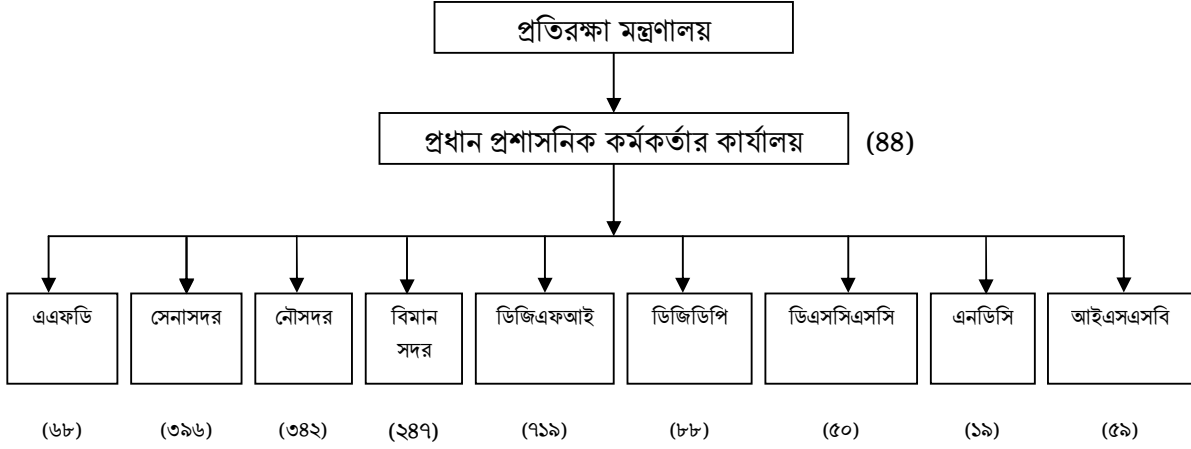 প্রতিরক্ষা মন্ত্রণালয়
প্রধান প্রশাসনিক কর্মকর্তার কার্যালয় (৪৪)
এএফডি সেনাসদর নৌসদর বিমান ডিজিএফআই ডিজিডিপি ডিএসসিএসসি এনডিসি আইএসএসবি
সদর
(৬৮) (৩৯৬) (৩৪২) (২৪৭) (৭১৯) (৮৮) (৫০) (১৯) (৫৯)